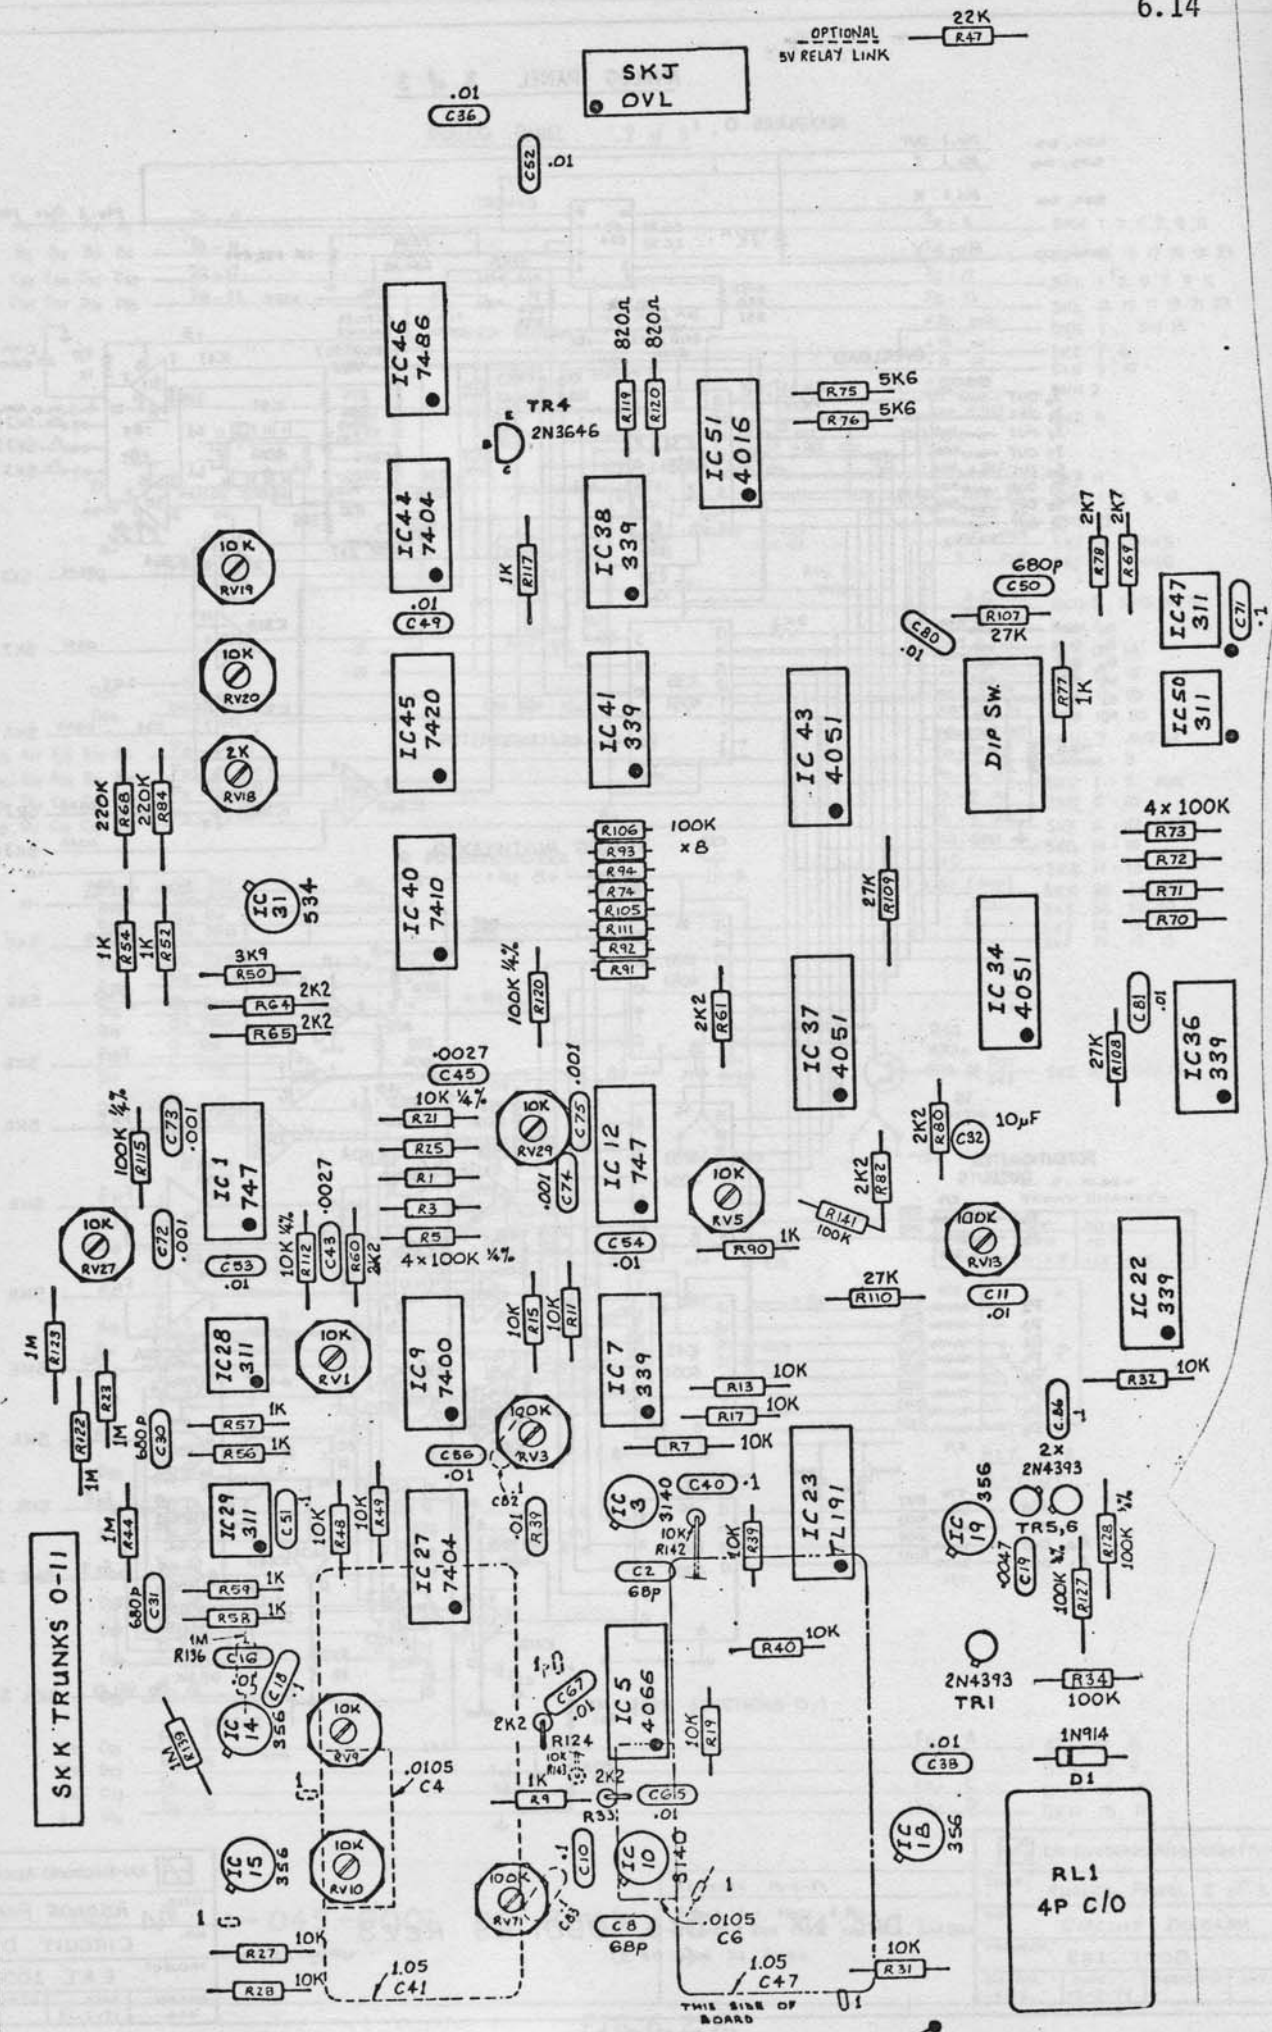 6.14
22K
R47
OPTIONAL
5V RELAY LINK
SKJ
OVL
.01
C36
C52
.01
IC46
7486
820Ω
820Ω
R119
R120
TR4
2N3646
E
B
C
IC51
4016
R75
5K6
R76
5K6
IC44
7404
IC38
339
1K
R117
10K
RV19
.01
C49
2K7
2K7
R78
R69
680p
C50
R107
27K
C80
.01
IC47
311
C71
.1
10K
RV20
IC45
7420
IC41
339
IC43
4051
DIP SW.
R77
1K
IC50
311
2K
RV18
220K
R68
220K
R84
R106
100K
x8
R93
R94
R74
R105
R111
R92
R91
4 x 100K
R73
R72
R71
R70
IC40
7410
IC
31
534
27K
R109
1K
R54
1K
R52
3K9
R50
R64
2K2
R65
2K2
100K ¼%
R120
2K2
R61
IC37
4051
IC34
4051
C81
.01
27K
R108
IC36
339
.0027
C45
10K ¼%
R21
R25
R1
R3
R5
4 x 100K ¼%
10K
RV29
C75
.001
.001
C74
IC12
747
C54
.01
100K ¼%
R115
C73
.001
IC1
747
C53
.01
10K
RV27
C72
.001
10K ¼%
R112
C43
.0027
R60
2K2
10K
RV5
R90
1K
2K2
R82
R141
100K
2K2
R80
C32
10µF
100K
RV13
C11
.01
27K
R110
IC22
339
R32
10K
1M
R123
R23
1M
R122
1M
IC28
311
10K
RV1
IC9
7400
10K
R15
10K
R11
IC7
339
R13
10K
R17
10K
R7
10K
R57
1K
R56
1K
680p
C30
100K
RV3
C56
.01
C82
.1
.01
R39
IC
3
3140
C40
.1
10K
R142
10K
R39
IC23
TL191
C86
.1
2x
2N4393
TR5,6
IC
19
356
.0047
C19
100K ¼%
R127
R128
100K ¼%
1M
R44
IC29
311
C51
.1
10K
R48
10K
R49
IC27
7404
C2
68p
SK K TRUNKS 0-11
680p
C31
R59
1K
R58
1K
1M
R136
C16
.01
C18
.1
IC
14
356
1M
R139
10K
RV9
.0105
C4
1
C67
.01
2K2
R124
10K
R143
IC5
4066
R40
10K
10K
R19
2N4393
TR1
R34
100K
1N914
D1
.01
C38
1K
R9
2K2
R33
C65
.01
IC
15
356
10K
RV10
1
100K
RV71
.1
C83
C10
.1
IC
10
3140
C8
68p
1
.0105
C6
IC
18
356
RL1
4P C/O
1
R27
10K
R28
10K
1.05
C41
1.05
C47
10K
R31
1
THIS SIDE OF
BOARD